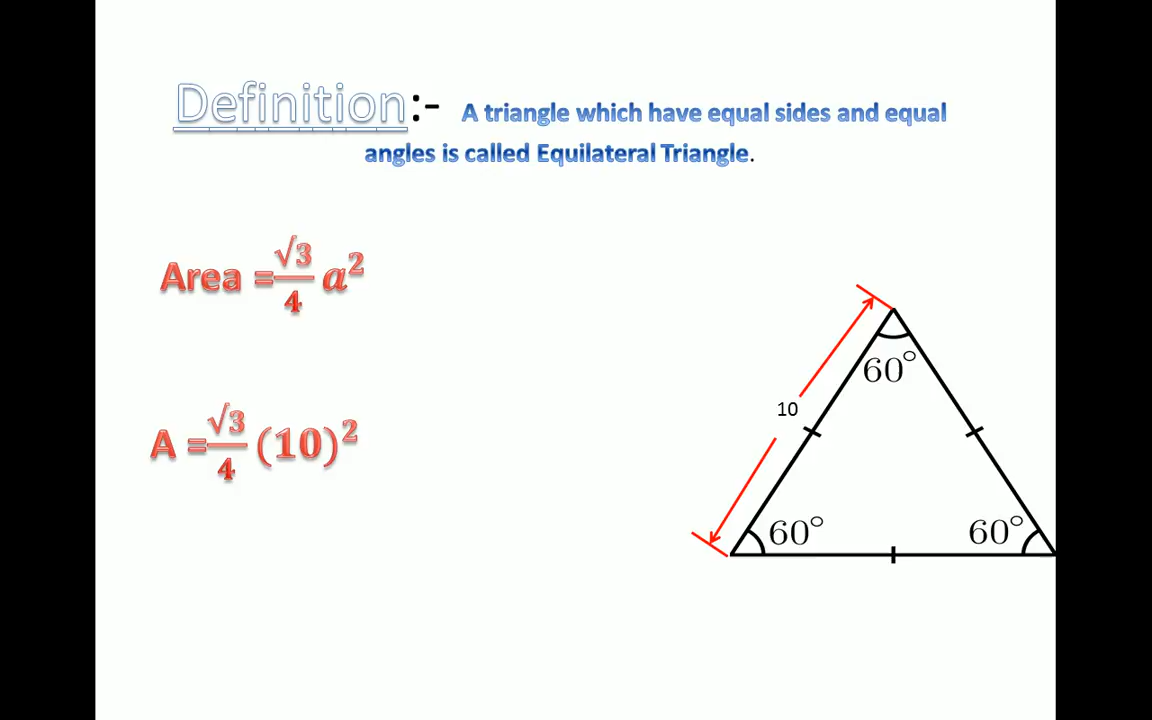 Definition:- A triangle which have equal sides and equal
angles is called Equilateral Triangle.
Area = √3/4 a²
A = √3/4 (10)²
60°
10
60°
60°